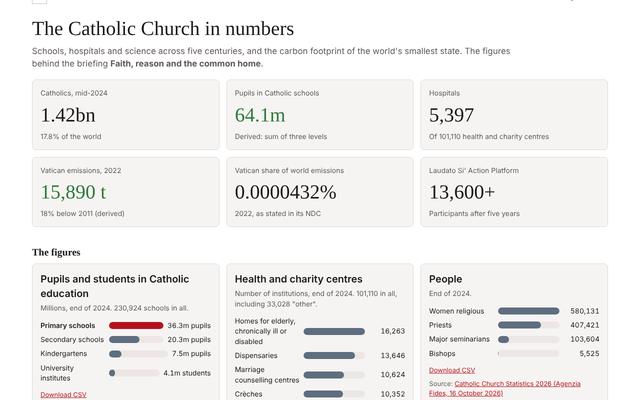 The Catholic Church in numbers
Schools, hospitals and science across five centuries, and the carbon footprint of the world's smallest state. The figures
behind the briefing Faith, reason and the common home.
Catholics, mid-2024
1.42bn
17.8% of the world
Pupils in Catholic schools
64.1m
Derived: sum of three levels
Hospitals
5,397
Of 101,110 health and charity centres
Vatican emissions, 2022
15,890 t
18% below 2011 (derived)
Vatican share of world emissions
0.0000432%
2022, as stated in its NDC
Laudato Si' Action Platform
13,600+
Participants after five years
The figures
Pupils and students in Catholic
education
Millions, end of 2024. 230,924 schools in all.
Primary schools 36.3m pupils
Secondary schools 20.3m pupils
Kindergartens 7.5m pupils
University
institutes 4.1m students
Download CSV
Health and charity centres
Number of institutions, end of 2024. 101,110 in all,
including 33,028 "other".
Homes for elderly,
chronically ill or
disabled 16,263
Dispensaries 13,646
Marriage
counselling centres 10,624
Crèches 10,352
People
End of 2024.
Women religious 580,131
Priests 407,421
Major seminarians 103,604
Bishops 5,525
Download CSV
Source: Catholic Church Statistics 2026 (Agenzia
Fides, 16 October 2026)